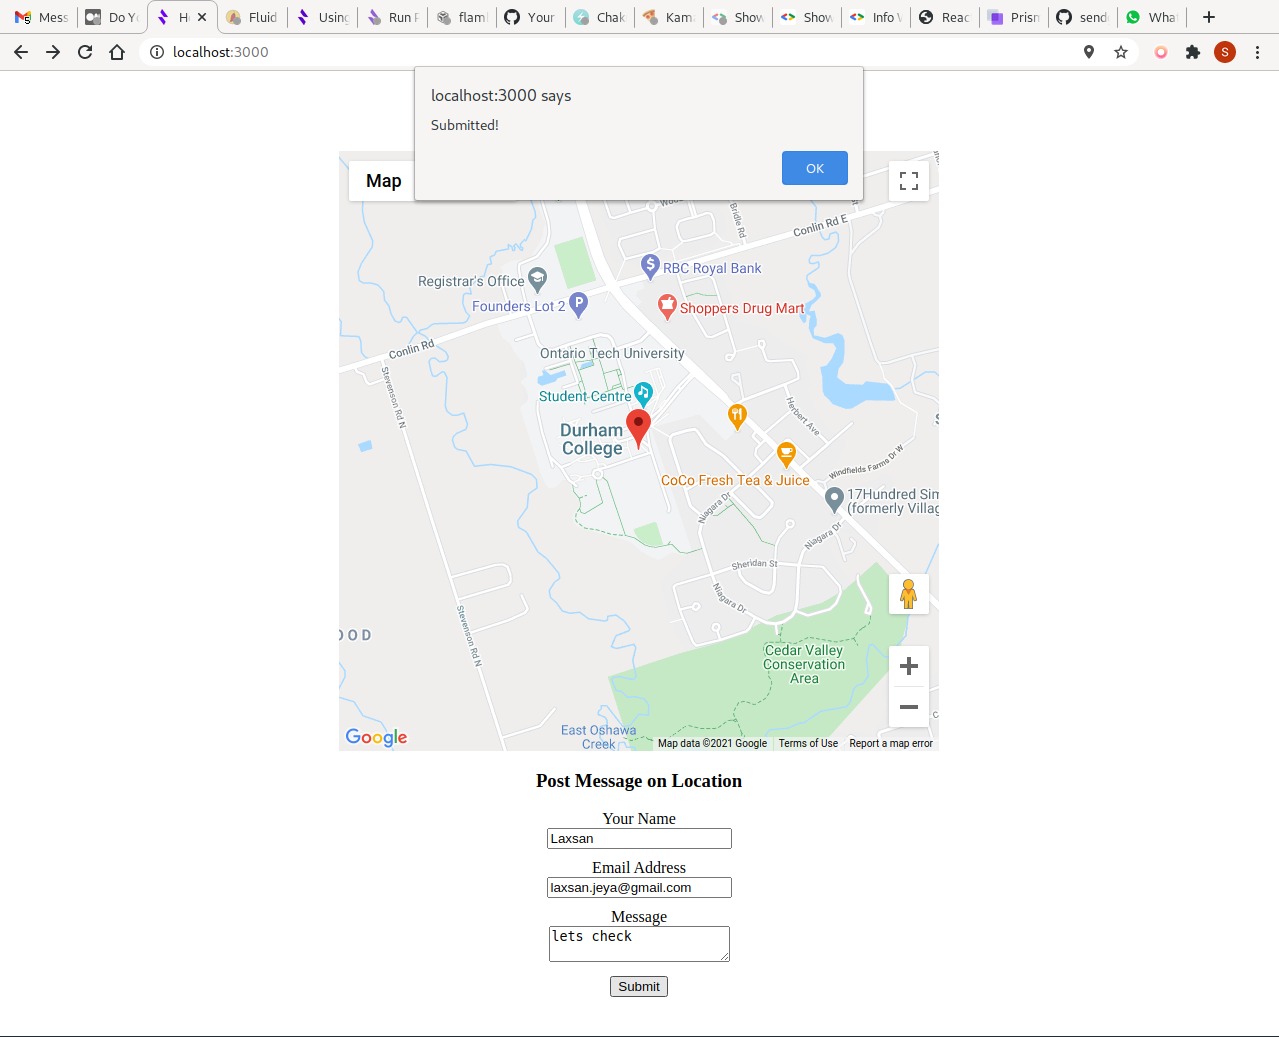 Mess
Do Y
He
Fluid
Using
Run F
flaml
Your
Chak
Kama
Show
Show
Info \
Reac
Prism
send
What
localhost:3000
S
localhost:3000 says
Submitted!
OK
Map
Bridle Rd
Conlin Rd E
Registrar's Office
RBC Royal Bank
Founders Lot 2
P
Shoppers Drug Mart
Conlin Rd
Ontario Tech University
Stevenson Rd N
Student Centre
Herbert Ave
Durham
College
Windfields Farms Dr W
CoCo Fresh Tea & Juice
Niagara Dr
17Hundred Sim
(formerly Villag
Niagara Dr
Sheridan St
Niagara Dr
Stevenson Rd N
OOD
Cedar Valley
Conservation
Area
East Oshawa
Creek
Google
Map data ©2021 Google Terms of Use Report a map error
Post Message on Location
Your Name
Laxsan
Email Address
laxsan.jeya@gmail.com
Message
lets check
Submit